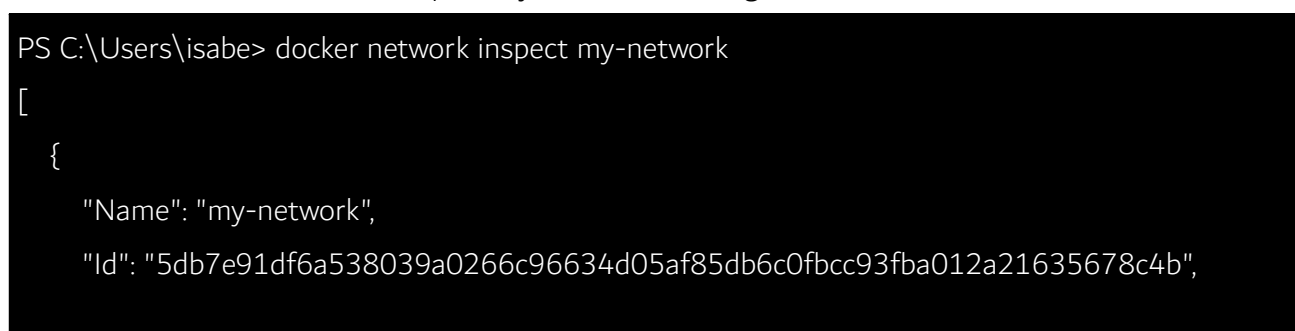 PS C:\Users\isabe> docker network inspect my-network
[
{
"Name": "my-network",
"Id": "5db7e91df6a538039a0266c96634d05af85db6c0fbcc93fba012a21635678c4b",